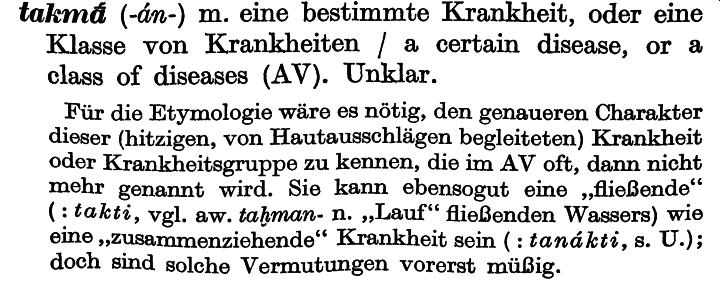 takmā́ (-án-) m. eine bestimmte Krankheit, oder eine
Klasse von Krankheiten / a certain disease, or a
class of diseases (AV). Unklar.
Für die Etymologie wäre es nötig, den genaueren Charakter
dieser (hitzigen, von Hautausschlägen begleiteten) Krankheit
oder Krankheitsgruppe zu kennen, die im AV oft, dann nicht
mehr genannt wird. Sie kann ebensogut eine „fließende“
(: takti, vgl. aw. taḫman- n. „Lauf“ fließenden Wassers) wie
eine „zusammenziehende“ Krankheit sein (: tanákti, s. U.);
doch sind solche Vermutungen vorerst müßig.